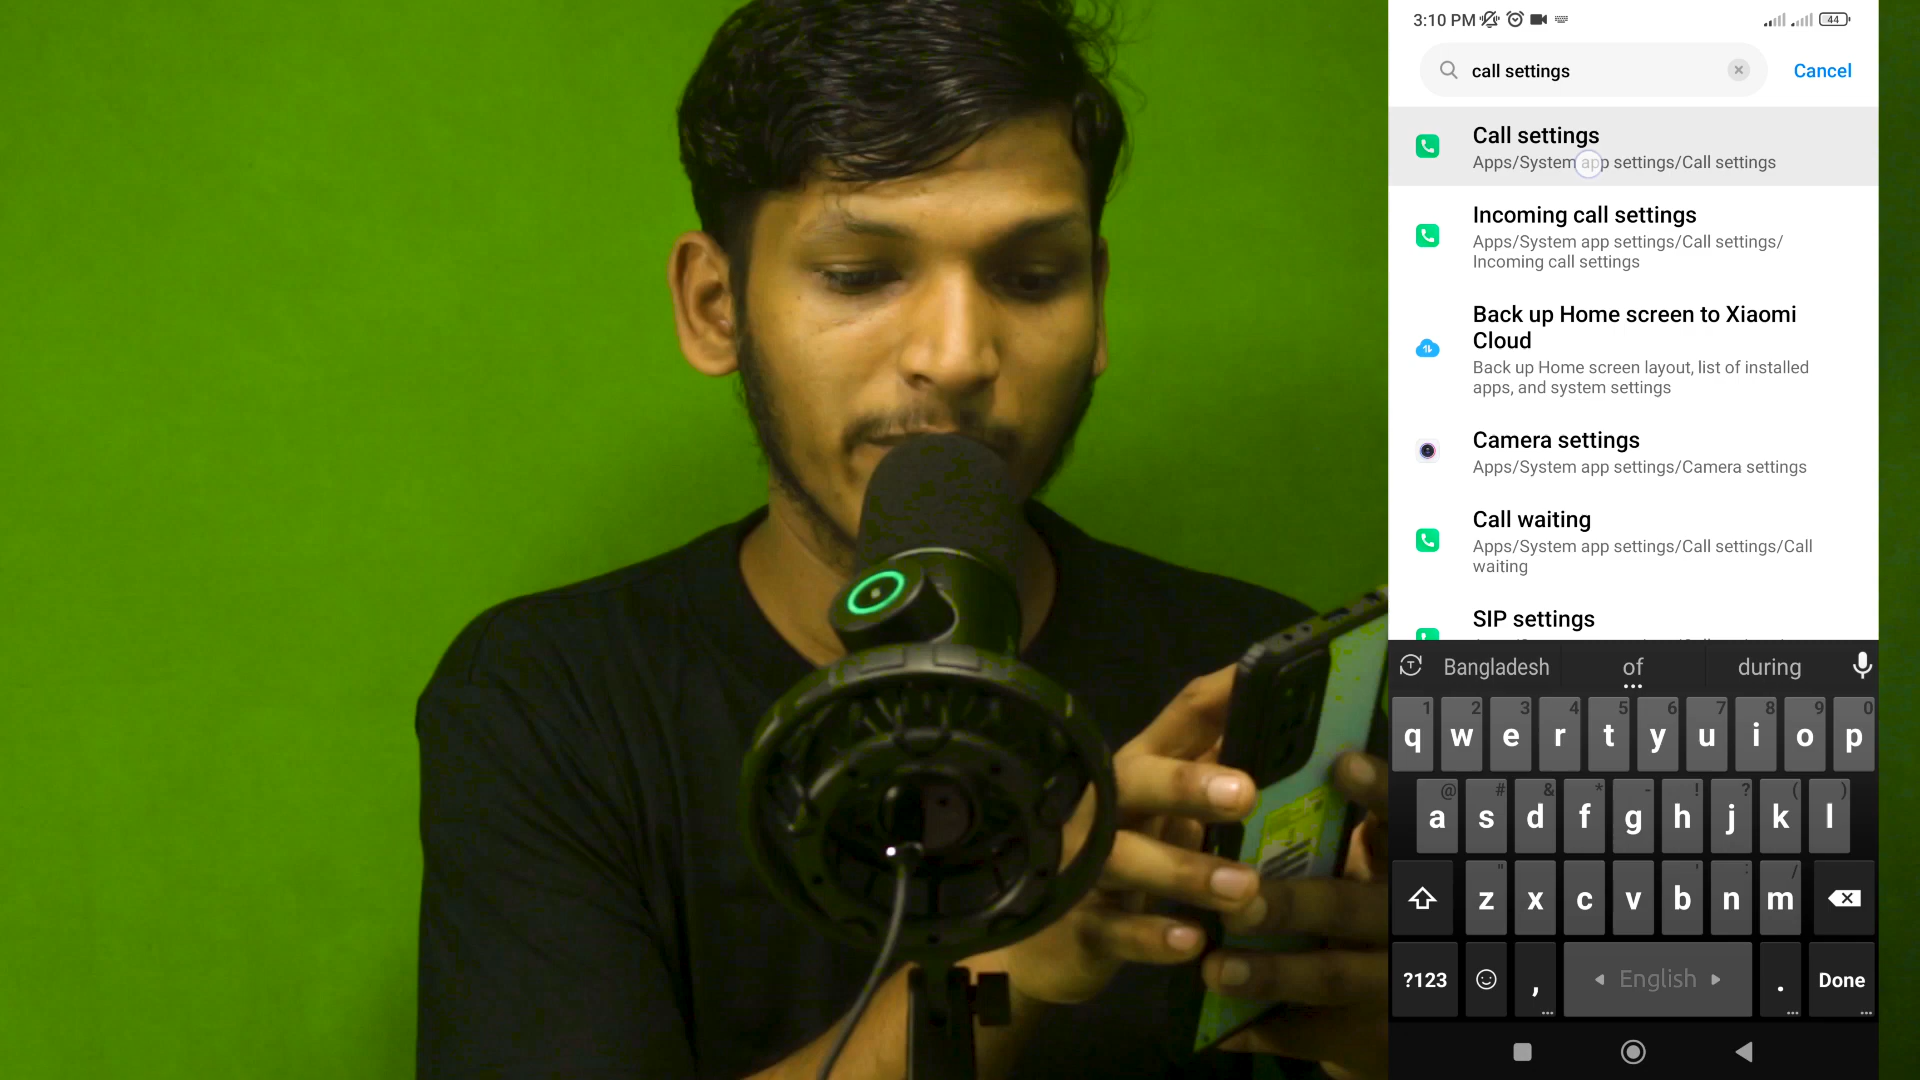 3:10 PM
44
call settings
Cancel
Call settings
Apps/System app settings/Call settings
Incoming call settings
Apps/System app settings/Call settings/
Incoming call settings
Back up Home screen to Xiaomi
Cloud
Back up Home screen layout, list of installed
apps, and system settings
Camera settings
Apps/System app settings/Camera settings
Call waiting
Apps/System app settings/Call settings/Call
waiting
SIP settings
Bangladesh of during
1 2 3 4 5 6 7 8 9 0
q w e r t y u i o p
@ # & * - ! ? ( )
a s d f g h j k l
" ' : /
z x c v b n m
?123 , English . Done